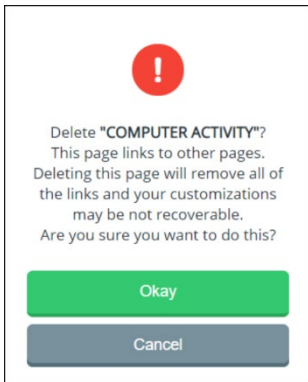 !
Delete "COMPUTER ACTIVITY"?
This page links to other pages.
Deleting this page will remove all of
the links and your customizations
may be not recoverable.
Are you sure you want to do this?
Okay
Cancel